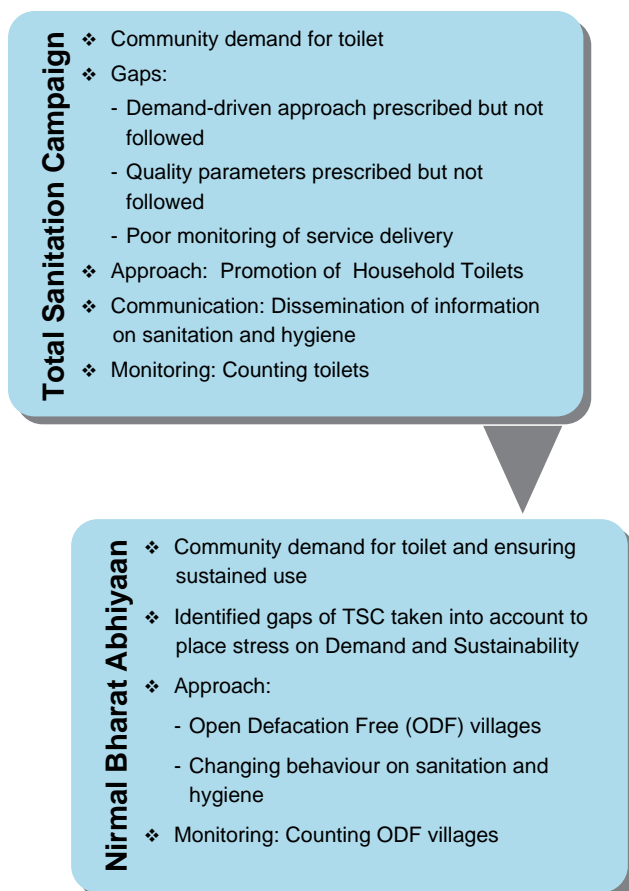 Total Sanitation Campaign
❖ Community demand for toilet
❖ Gaps:
- Demand-driven approach prescribed but not
followed
- Quality parameters prescribed but not
followed
- Poor monitoring of service delivery
❖ Approach: Promotion of Household Toilets
❖ Communication: Dissemination of information
on sanitation and hygiene
❖ Monitoring: Counting toilets
Nirmal Bharat Abhiyaan
❖ Community demand for toilet and ensuring
sustained use
❖ Identified gaps of TSC taken into account to
place stress on Demand and Sustainability
❖ Approach:
- Open Defacation Free (ODF) villages
- Changing behaviour on sanitation and
hygiene
❖ Monitoring: Counting ODF villages